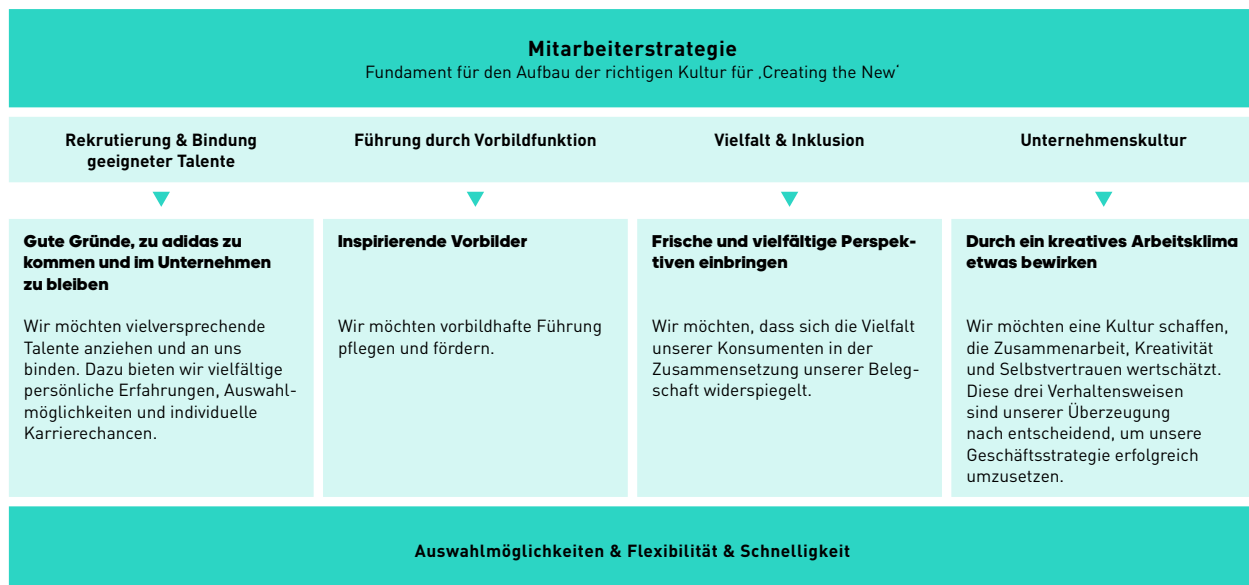 Mitarbeiterstrategie
Fundament für den Aufbau der richtigen Kultur für ‚Creating the New‘
Rekrutierung & Bindung
geeigneter Talente
Führung durch Vorbildfunktion
Vielfalt & Inklusion
Unternehmenskultur
Gute Gründe, zu adidas zu
kommen und im Unternehmen
zu bleiben
Wir möchten vielversprechende
Talente anziehen und an uns
binden. Dazu bieten wir vielfältige
persönliche Erfahrungen, Auswahl-
möglichkeiten und individuelle
Karrierechancen.
Inspirierende Vorbilder
Wir möchten vorbildhafte Führung
pflegen und fördern.
Frische und vielfältige Perspek-
tiven einbringen
Wir möchten, dass sich die Vielfalt
unserer Konsumenten in der
Zusammensetzung unserer Beleg-
schaft widerspiegelt.
Durch ein kreatives Arbeitsklima
etwas bewirken
Wir möchten eine Kultur schaffen,
die Zusammenarbeit, Kreativität
und Selbstvertrauen wertschätzt.
Diese drei Verhaltensweisen
sind unserer Überzeugung
nach entscheidend, um unsere
Geschäftsstrategie erfolgreich
umzusetzen.
Auswahlmöglichkeiten & Flexibilität & Schnelligkeit